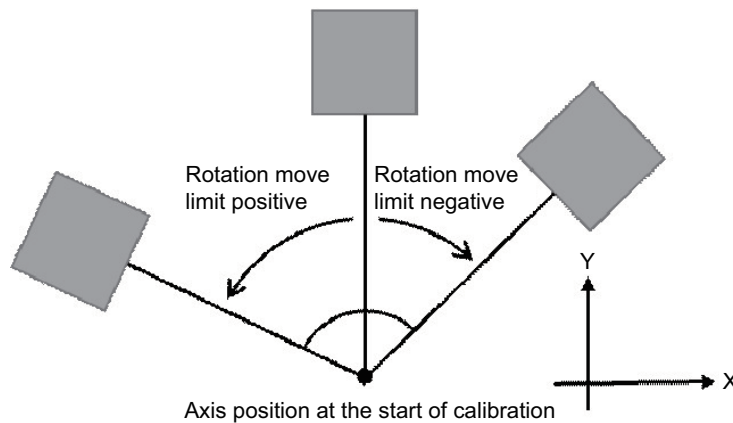 Rotation move
limit positive
Rotation move
limit negative
Y
X
Axis position at the start of calibration